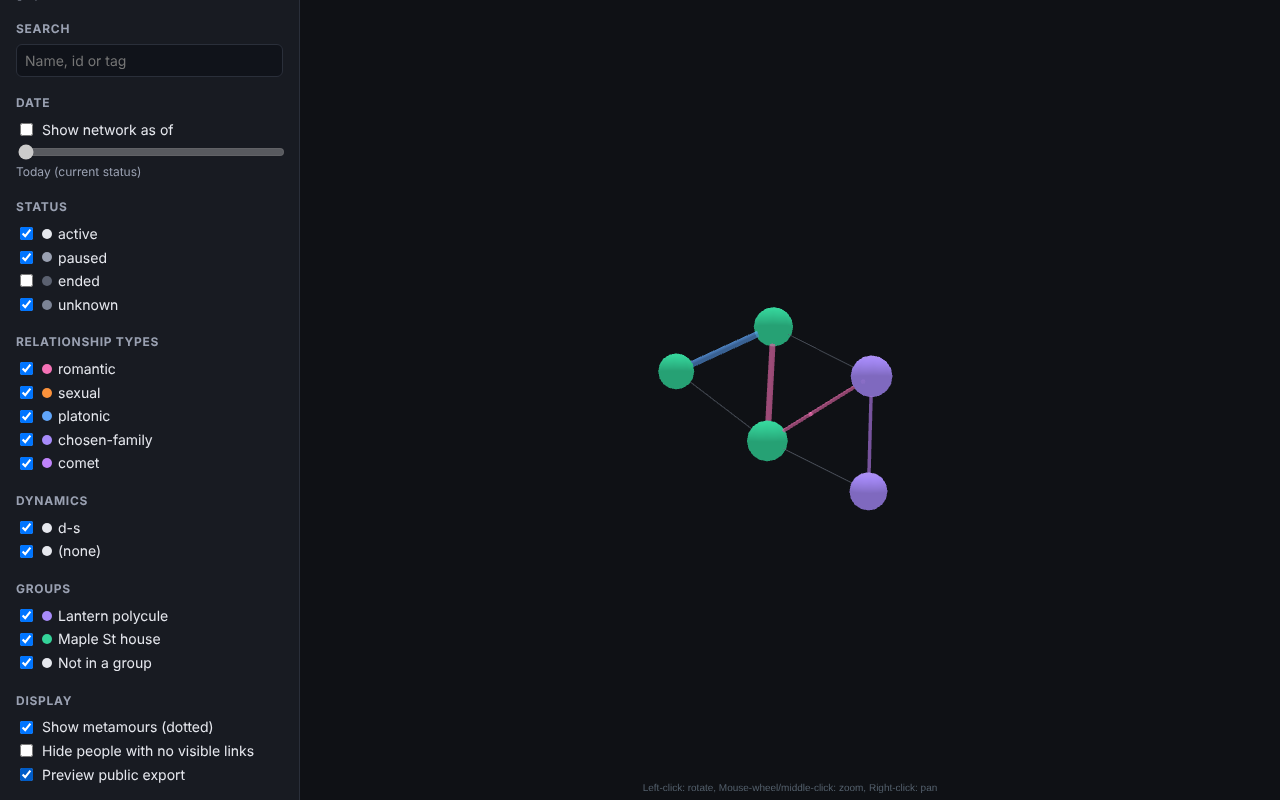 SEARCH
Name, id or tag
DATE
Show network as of
Today (current status)
STATUS
active
paused
ended
unknown
RELATIONSHIP TYPES
romantic
sexual
platonic
chosen-family
comet
DYNAMICS
d-s
(none)
GROUPS
Lantern polycule
Maple St house
Not in a group
DISPLAY
Show metamours (dotted)
Hide people with no visible links
Preview public export
Left-click: rotate, Mouse-wheel/middle-click: zoom, Right-click: pan